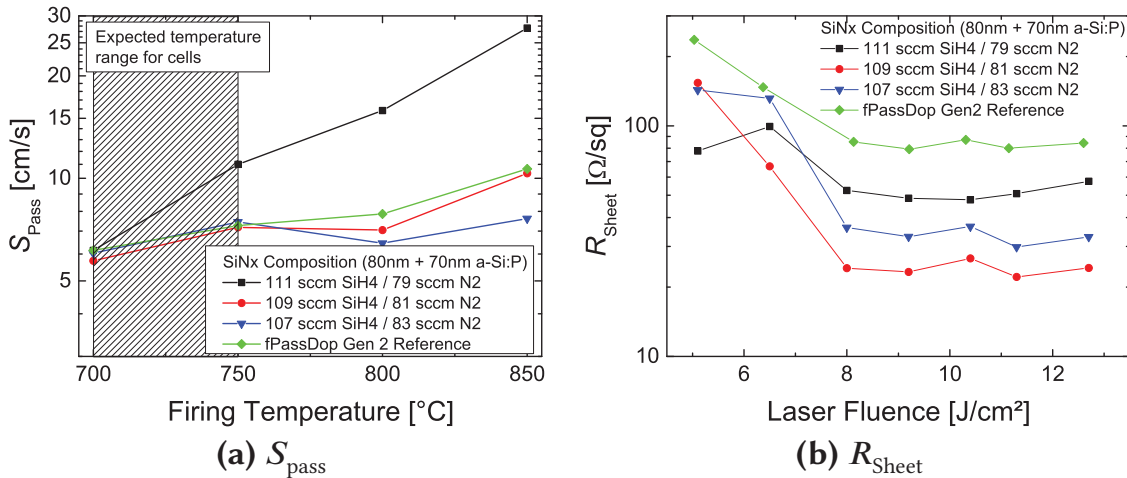 30
25
20
15
10
5
Expected temperature
range for cells
SiNx Composition (80nm + 70nm a-Si:P)
111 sccm SiH4 / 79 sccm N2
109 sccm SiH4 / 81 sccm N2
107 sccm SiH4 / 83 sccm N2
fPassDop Gen 2 Reference
700 750 800 850
S_Pass [cm/s]
Firing Temperature [°C]
(a) S_pass
SiNx Composition (80nm + 70nm a-Si:P)
111 sccm SiH4 / 79 sccm N2
109 sccm SiH4 / 81 sccm N2
107 sccm SiH4 / 83 sccm N2
fPassDop Gen2 Reference
100
10
6 8 10 12
R_Sheet [Ω/sq]
Laser Fluence [J/cm²]
(b) R_Sheet